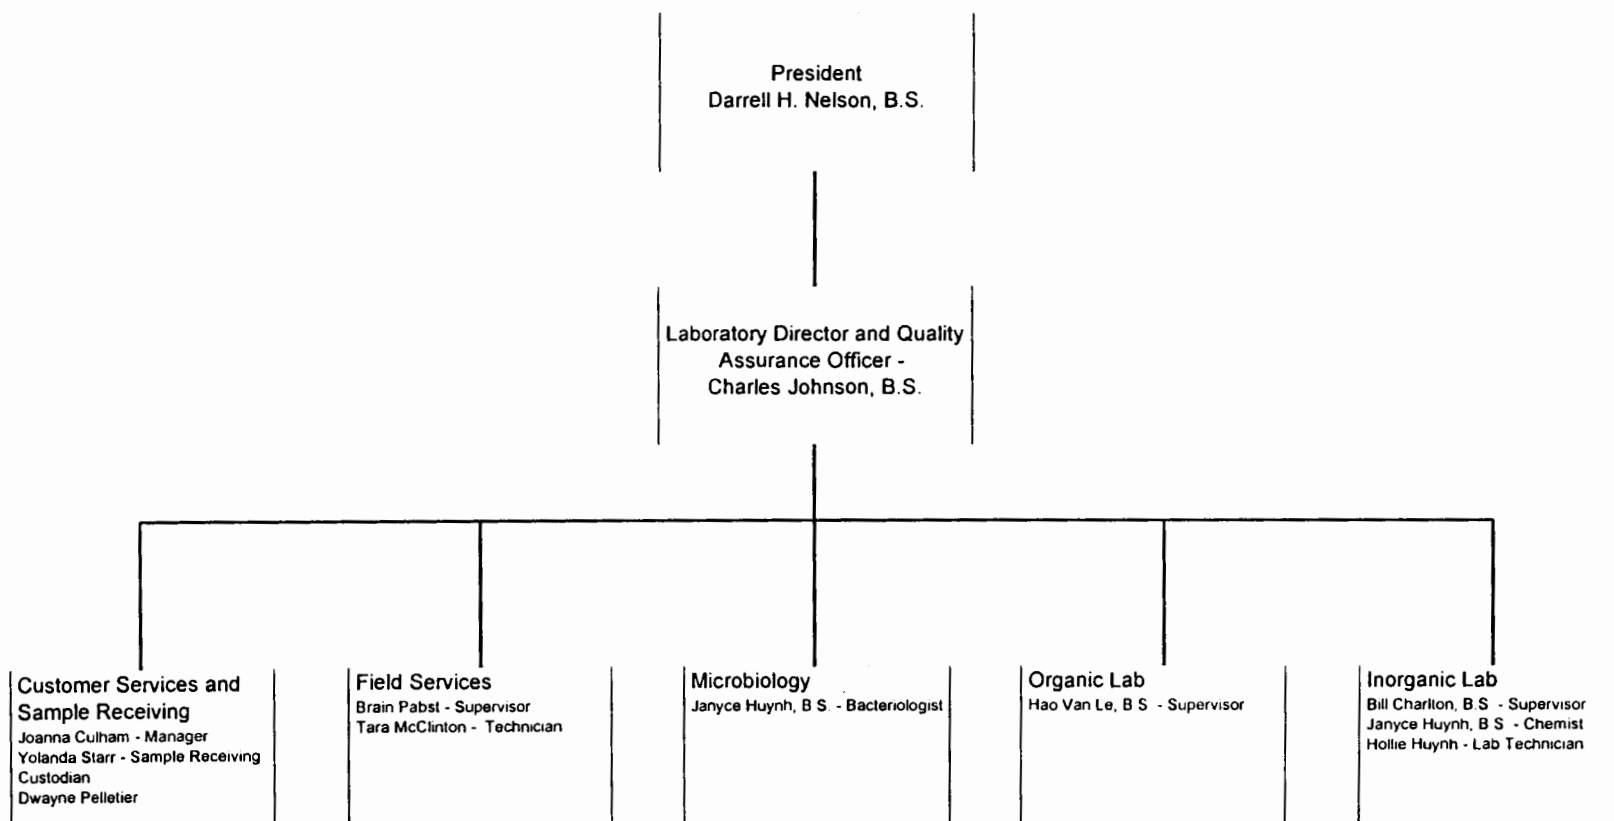 President
Darrell H. Nelson, B.S.
Laboratory Director and Quality
Assurance Officer -
Charles Johnson, B.S.
Customer Services and
Sample Receiving
Joanna Culham - Manager
Yolanda Starr - Sample Receiving
Custodian
Dwayne Pelletier
Field Services
Brain Pabst - Supervisor
Tara McClinton - Technician
Microbiology
Janyce Huynh, B S. - Bacteriologist
Organic Lab
Hao Van Le, B S - Supervisor
Inorganic Lab
Bill Charlton, B.S - Supervisor
Janyce Huynh, B S - Chemist
Hollie Huynh - Lab Technician